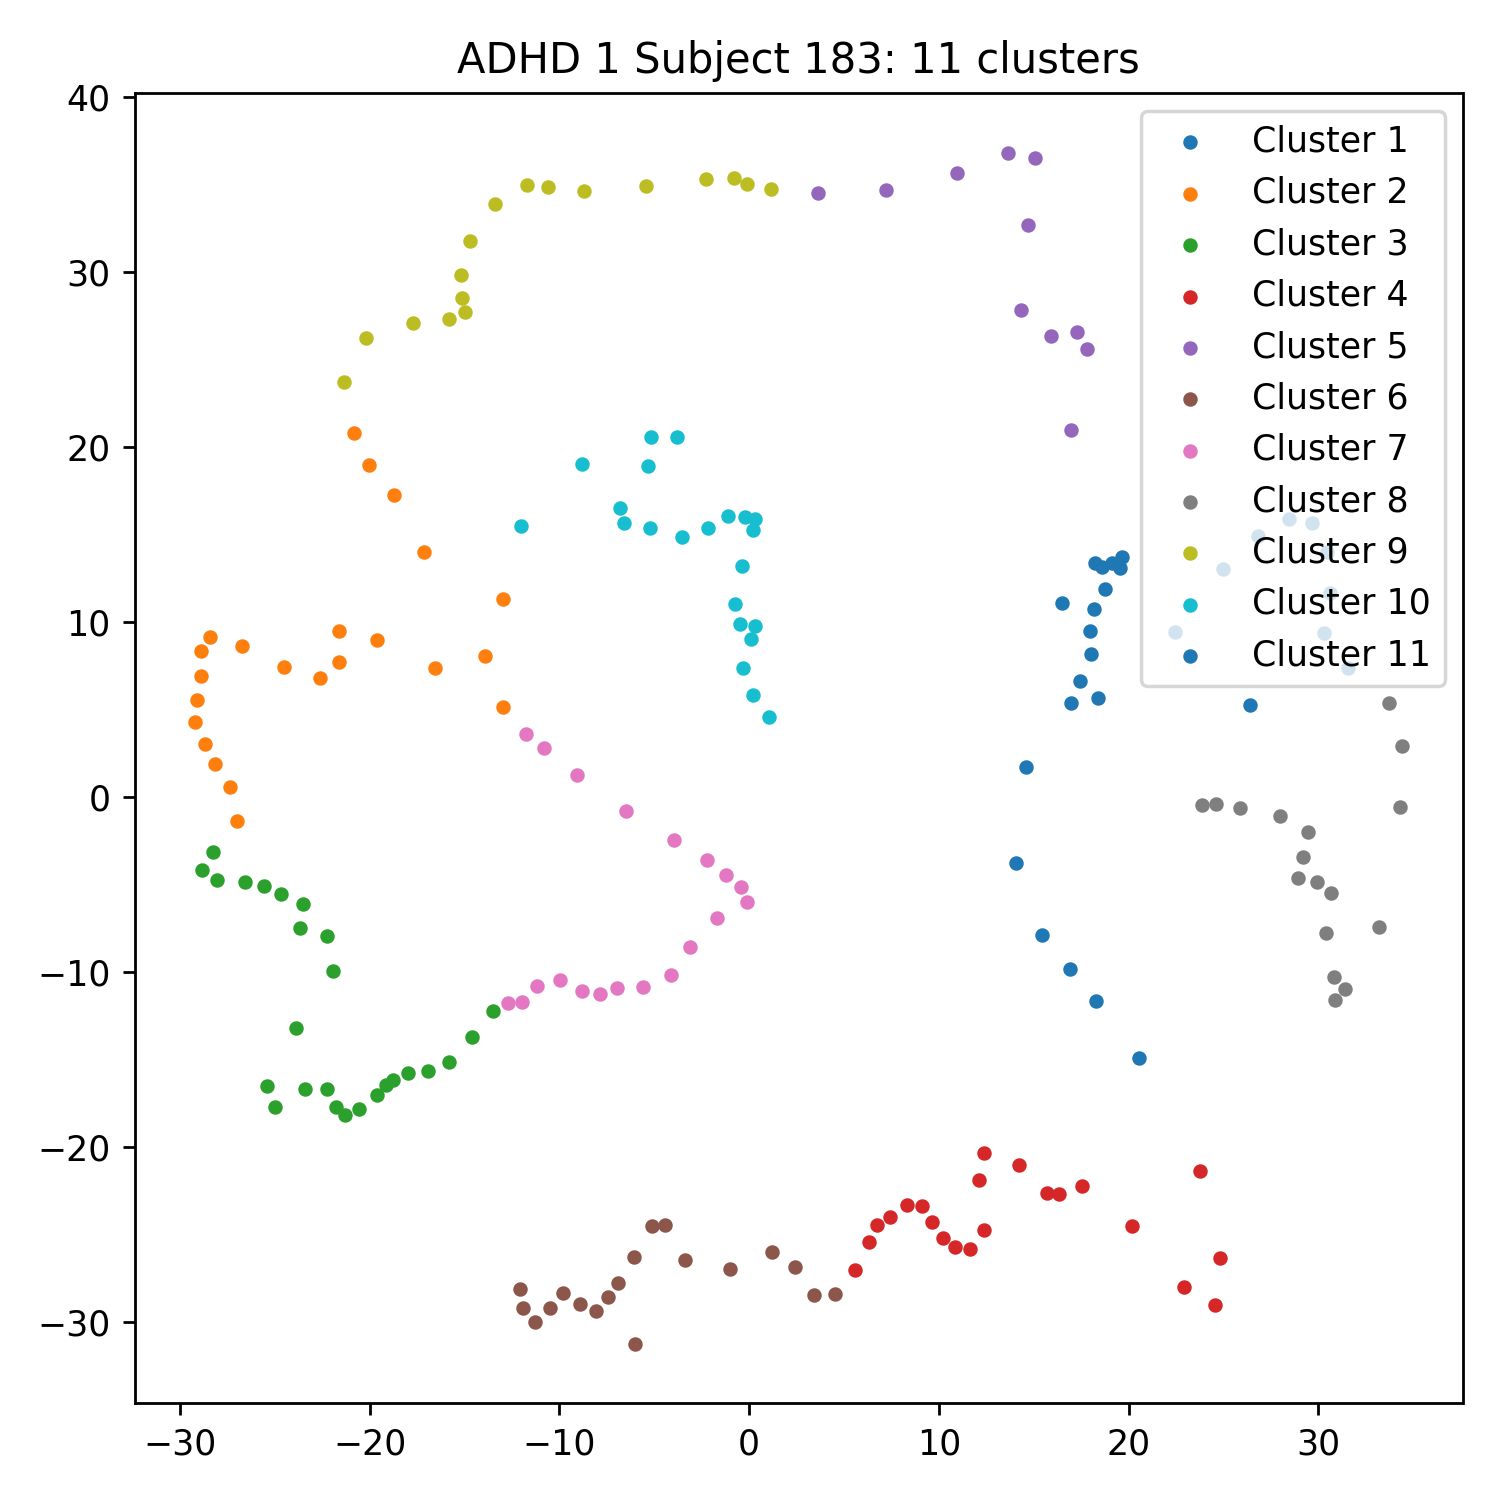 ADHD 1 Subject 183: 11 clusters
40
30
20
10
0
−10
−20
−30
Cluster 1
Cluster 2
Cluster 3
Cluster 4
Cluster 5
Cluster 6
Cluster 7
Cluster 8
Cluster 9
Cluster 10
Cluster 11
−30 −20 −10 0 10 20 30